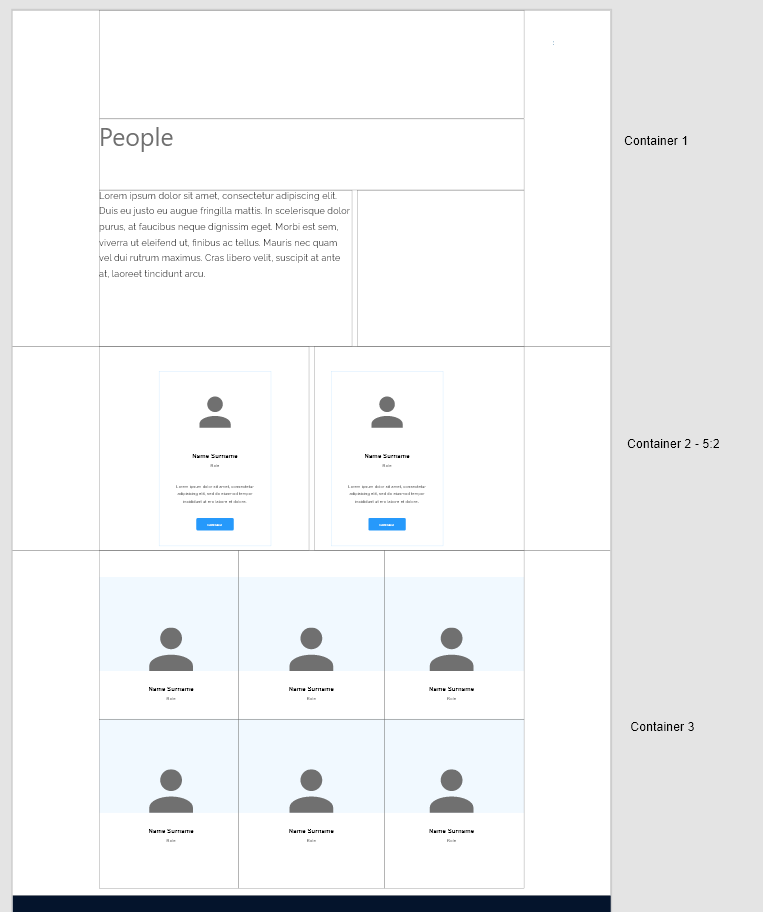 People
Container 1
Lorem ipsum dolor sit amet, consectetur adipiscing elit.
Duis eu justo eu augue fringilla mattis. In scelerisque dolor
purus, at faucibus neque dignissim eget. Morbi est sem,
viverra ut eleifend ut, finibus ac tellus. Mauris nec quam
vel dui rutrum maximus. Cras libero velit, suscipit at ante
at, laoreet tincidunt arcu.
Container 2 - 5:2
Name Surname
Role
Lorem ipsum dolor sit amet, consectetur
adipiscing elit, sed do eiusmod tempor
incididunt ut
labore et dolore.
Name Surname
Role
Lorem ipsum dolor sit amet, consectetur
adipiscing elit, sed do eiusmod tempor
incididunt ut
labore et dolore.
Container 3
Name Surname
Role
Name Surname
Role
Name Surname
Role
Name Surname
Role
Name Surname
Role
Name Surname
Role